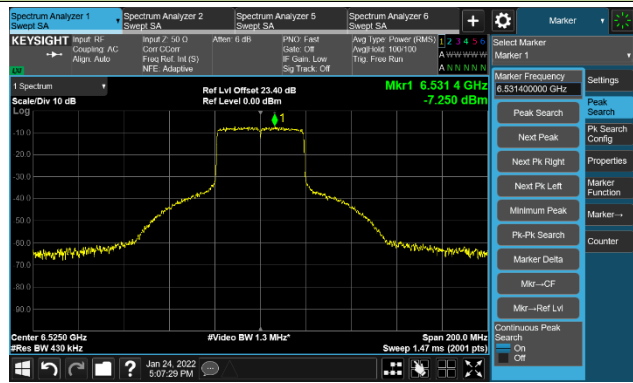 Spectrum Analyzer 1
Swept SA
Spectrum Analyzer 2
Swept SA
Spectrum Analyzer 5
Swept SA
Spectrum Analyzer 6
Swept SA
+
Marker
KEYSIGHT
Input: RF
Coupling: AC
Align: Auto
Input Z: 50 Ω
Corr CCorr
Freq Ref: Int (S)
NFE: Adaptive
Atten: 6 dB
PNO: Fast
Gate: Off
IF Gain: Low
Sig Track: Off
Avg Type: Power (RMS)
Avg|Hold: 100/100
Trig: Free Run
1 2 3 4 5 6
A W W W W W
A N N N N N
LV
Select Marker
Marker 1
1 Spectrum
Scale/Div 10 dB
Log
Ref Lvl Offset 23.40 dB
Ref Level 0.00 dBm
Mkr1 6.531 4 GHz
-7.250 dBm
1
-10.0
-20.0
-30.0
-40.0
-50.0
-60.0
-70.0
-80.0
-90.0
Center 6.5250 GHz
#Res BW 430 kHz
#Video BW 1.3 MHz*
Span 200.0 MHz
Sweep 1.47 ms (2001 pts)
Marker Frequency
6.531400000 GHz
Peak Search
Next Peak
Next Pk Right
Next Pk Left
Minimum Peak
Pk-Pk Search
Marker Delta
Mkr→CF
Mkr→Ref Lvl
Continuous Peak
Search
On
Off
Settings
Peak
Search
Pk Search
Config
Properties
Marker
Function
Marker→
Counter
?
Jan 24, 2022
5:07:29 PM